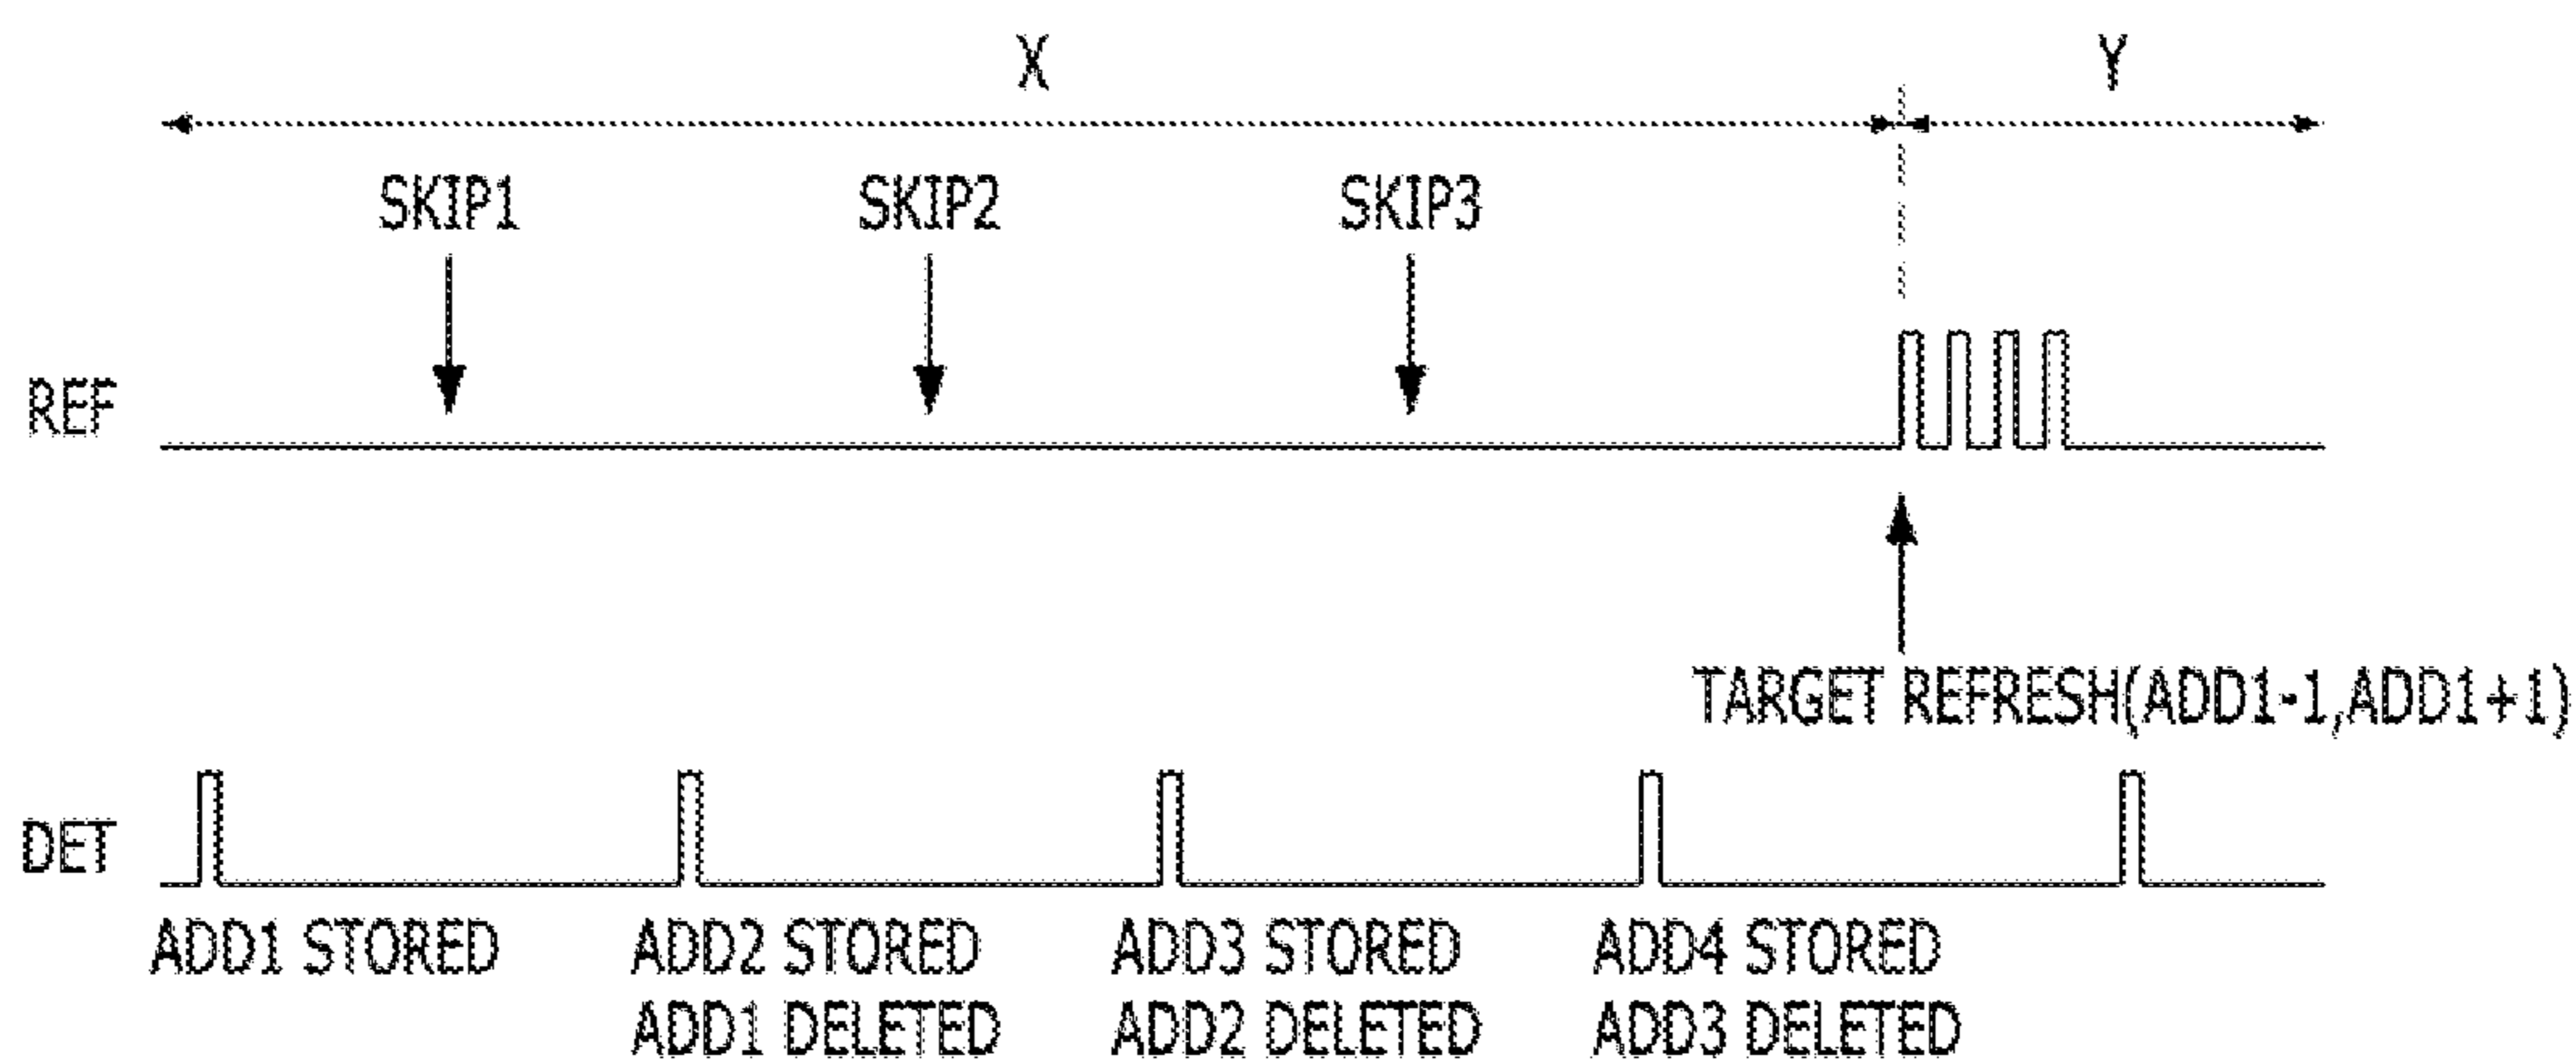 X
Y
SKIP1
SKIP2
SKIP3
REF
TARGET REFRESH(ADD1-1,ADD1+1)
DET
ADD1 STORED
ADD2 STORED
ADD1 DELETED
ADD3 STORED
ADD2 DELETED
ADD4 STORED
ADD3 DELETED